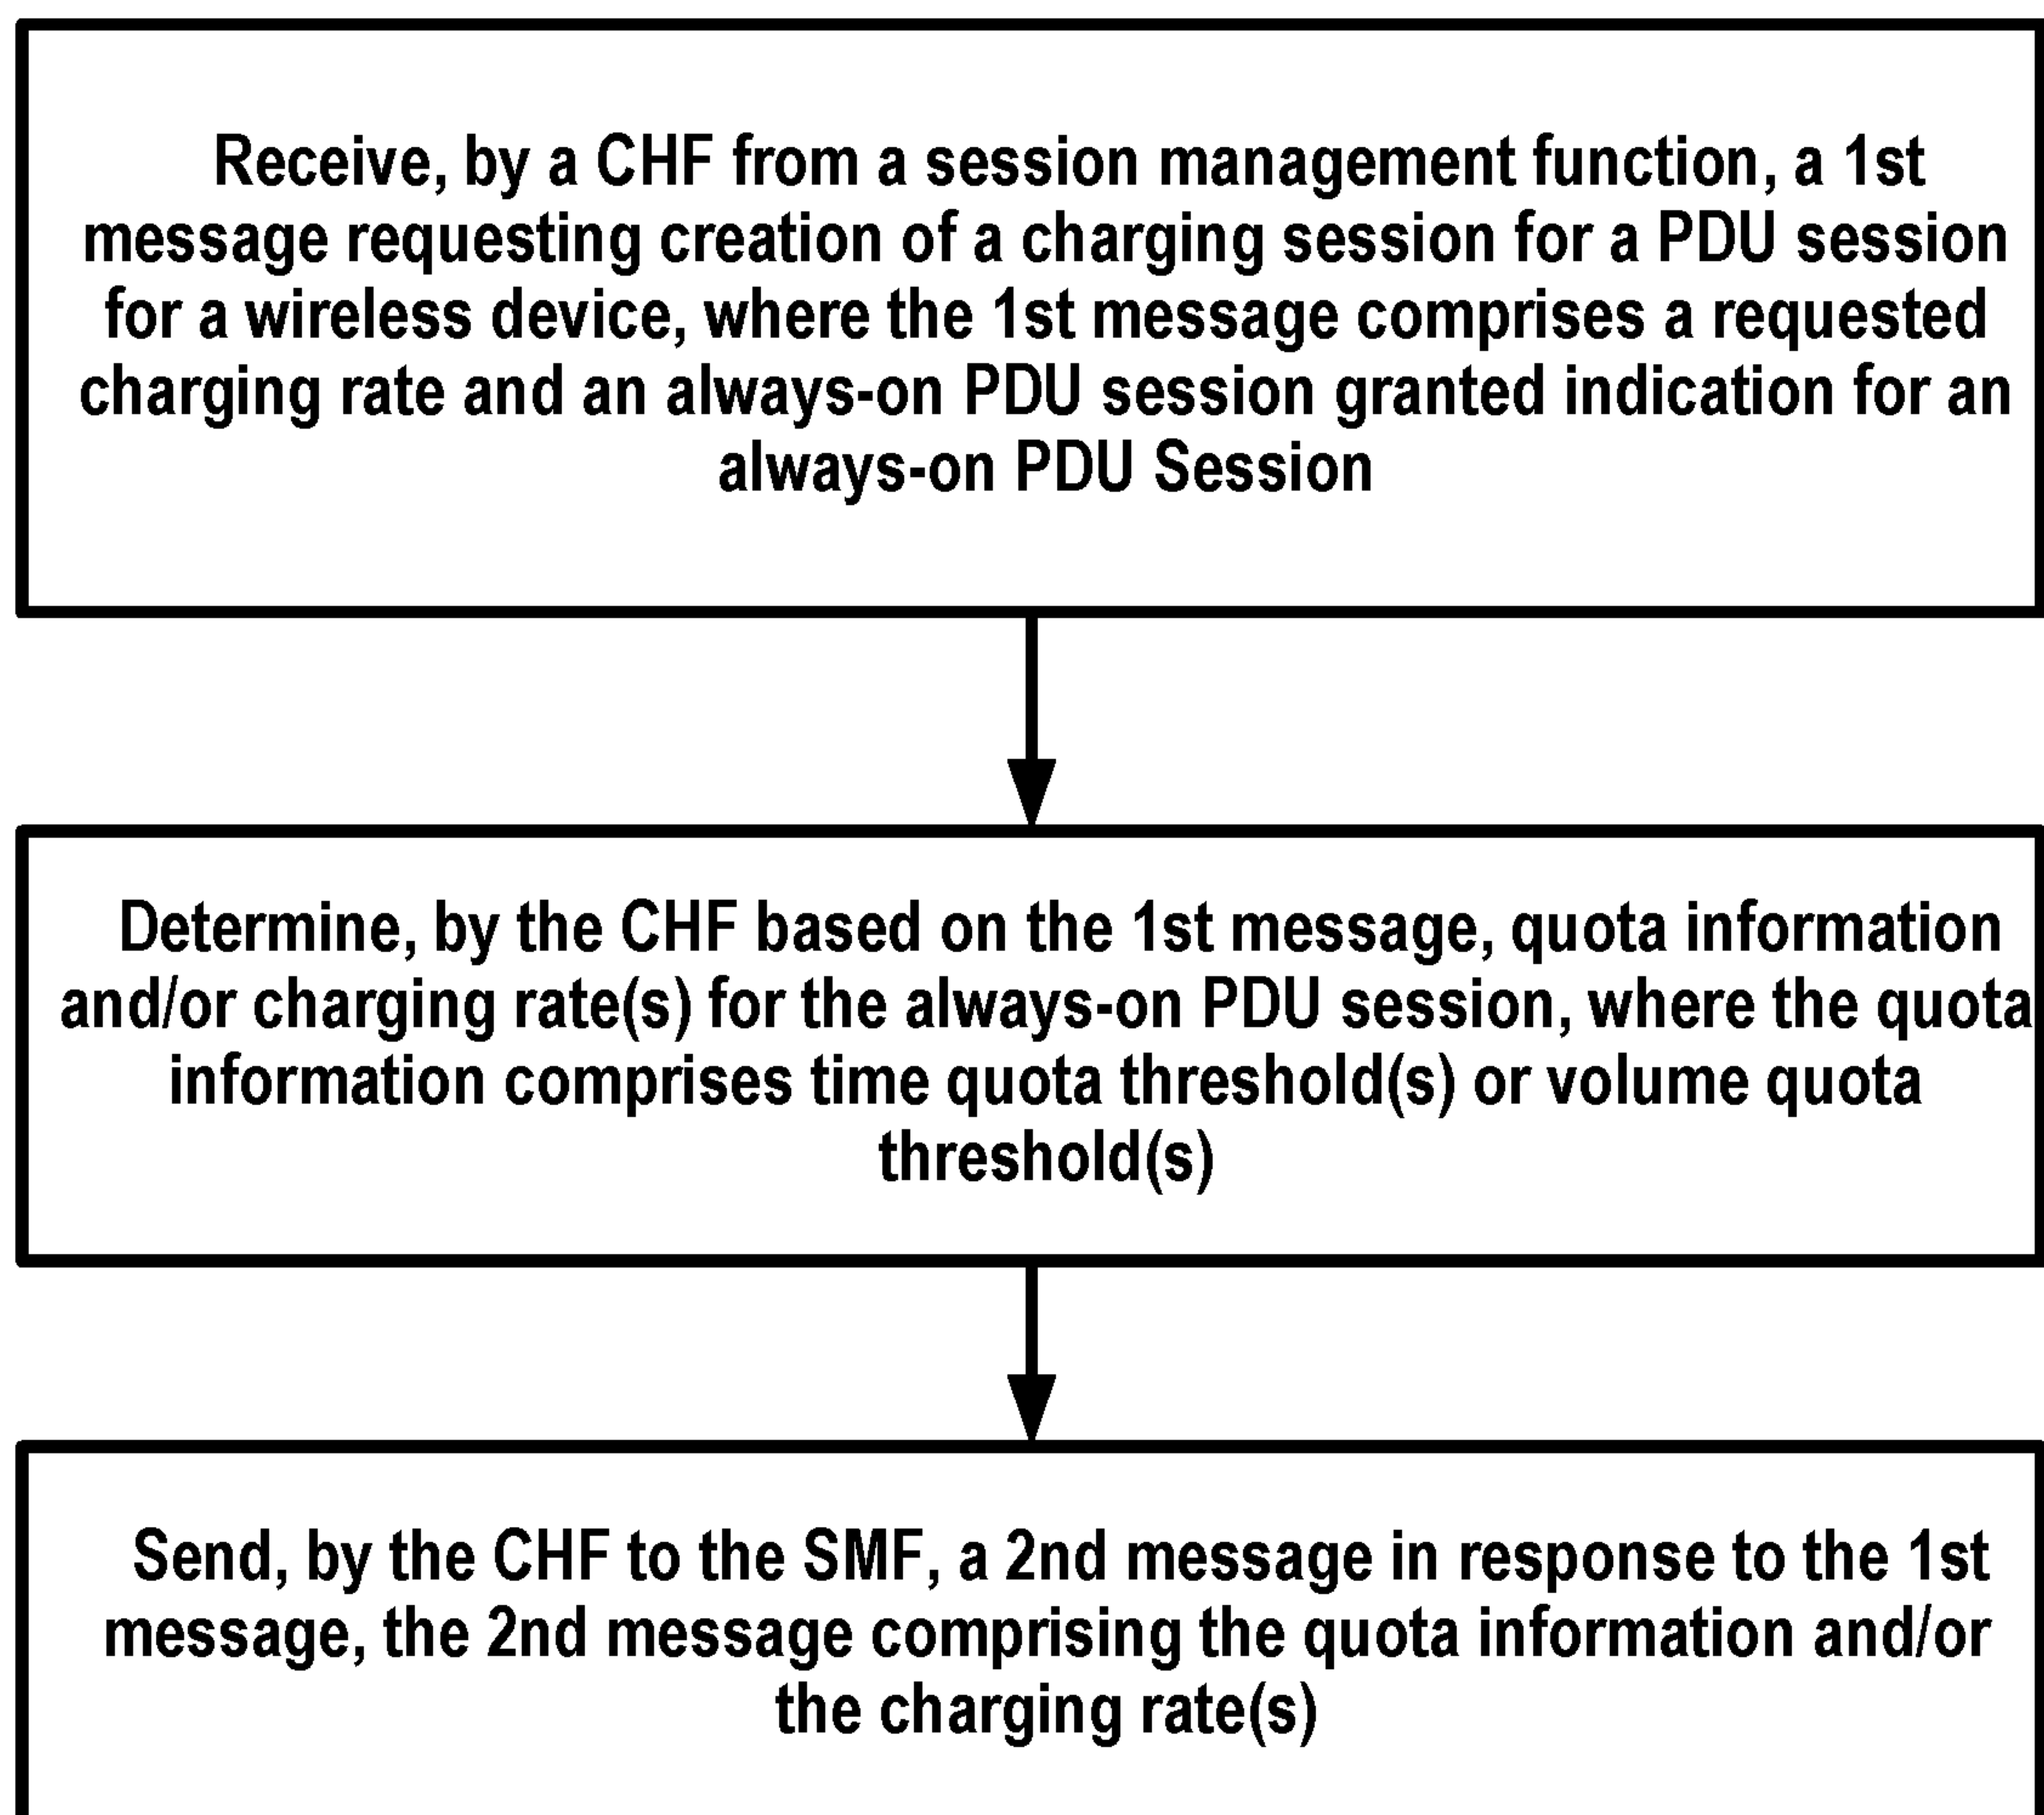 Receive, by a CHF from a session management function, a 1st
message requesting creation of a charging session for a PDU session
for a wireless device, where the 1st message comprises a requested
charging rate and an always-on PDU session granted indication for an
always-on PDU Session
Determine, by the CHF based on the 1st message, quota information
and/or charging rate(s) for the always-on PDU session, where the quota
information comprises time quota threshold(s) or volume quota
threshold(s)
Send, by the CHF to the SMF, a 2nd message in response to the 1st
message, the 2nd message comprising the quota information and/or
the charging rate(s)